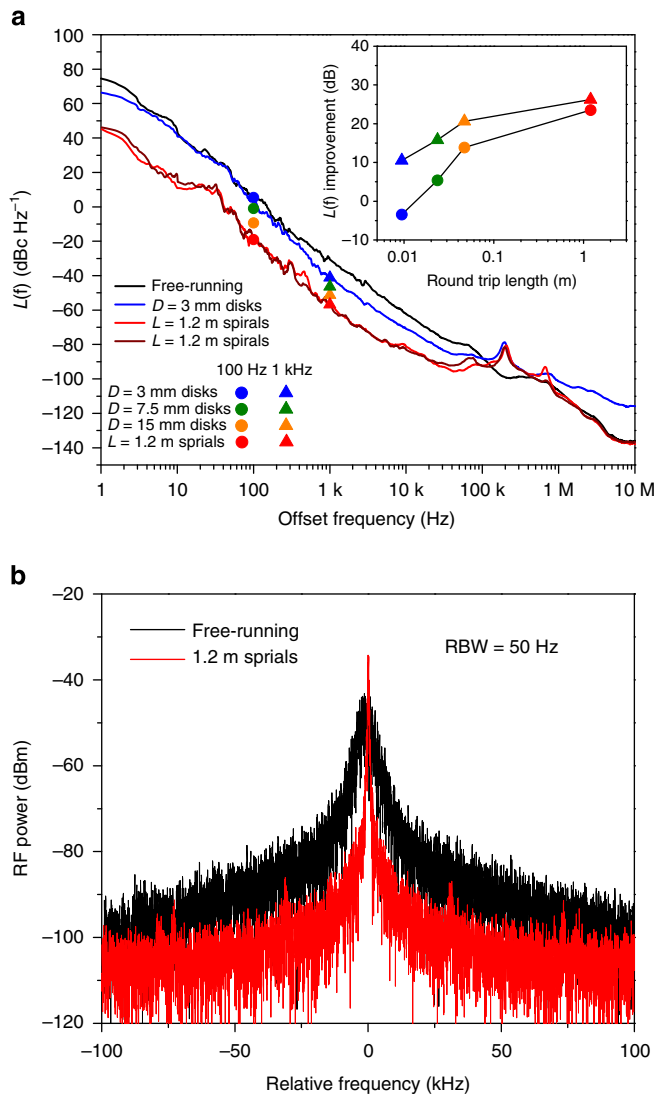 a
100
80
60
40
20
0
−20
−40
−60
−80
−100
−120
−140
L(f) (dBc Hz⁻¹)
1
10
100
1 k
10 k
100 k
1 M
10 M
Offset frequency (Hz)
Free-running
D = 3 mm disks
L = 1.2 m spirals
L = 1.2 m spirals
100 Hz 1 kHz
D = 3 mm disks
D = 7.5 mm disks
D = 15 mm disks
L = 1.2 m sprials
40
30
20
10
0
−10
L(f) improvement (dB)
0.01
0.1
1
Round trip length (m)
b
−20
−40
−60
−80
−100
−120
RF power (dBm)
Free-running
1.2 m sprials
RBW = 50 Hz
−100
−50
0
50
100
Relative frequency (kHz)